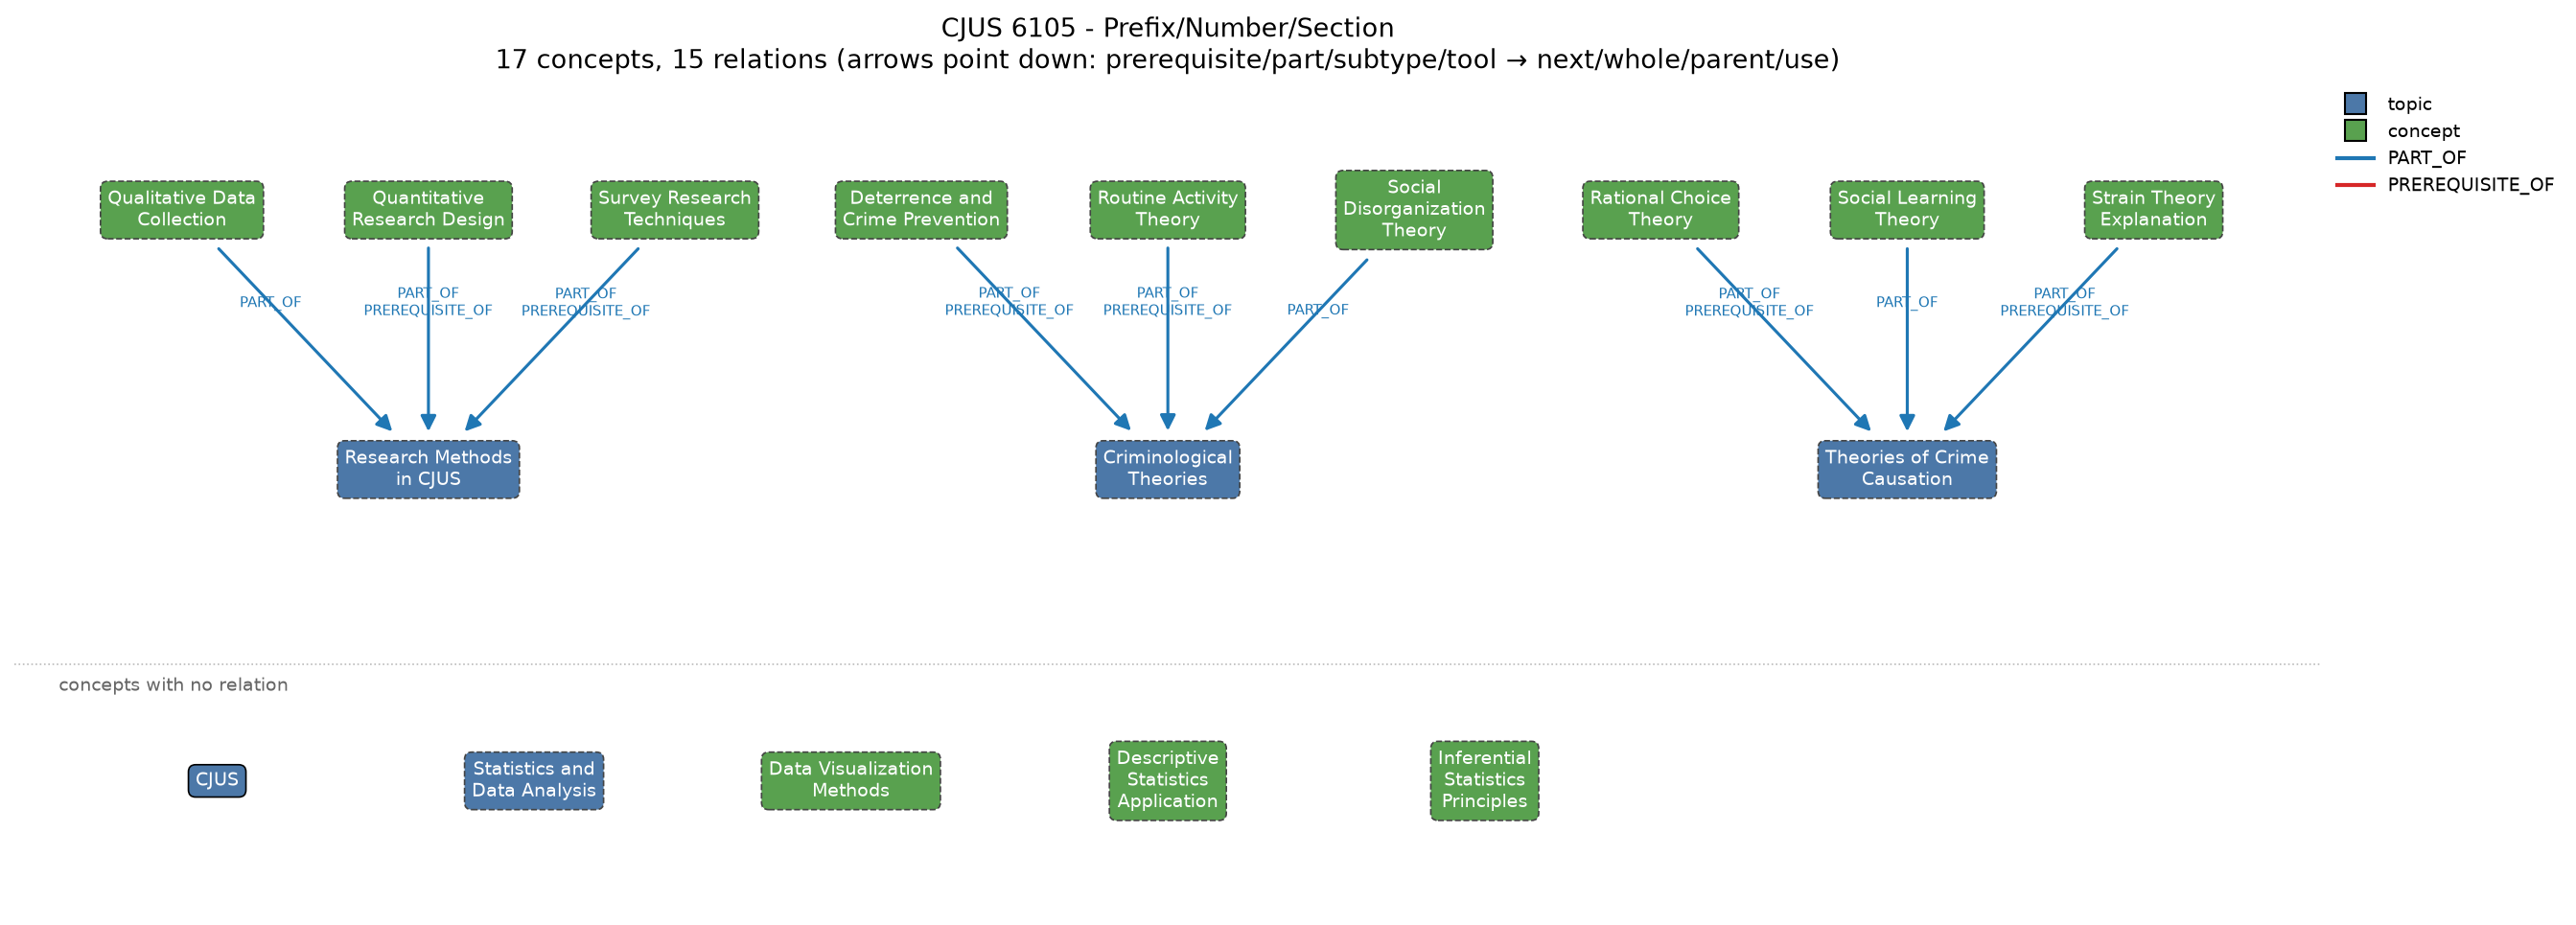 CJUS 6105 - Prefix/Number/Section
17 concepts, 15 relations (arrows point down: prerequisite/part/subtype/tool → next/whole/parent/use)
topic
concept
PART_OF
PREREQUISITE_OF
Qualitative Data
Collection
Quantitative
Research Design
Survey Research
Techniques
Deterrence and
Crime Prevention
Routine Activity
Theory
Social
Disorganization
Theory
Rational Choice
Theory
Social Learning
Theory
Strain Theory
Explanation
PART_OF
PART_OF
PREREQUISITE_OF
PART_OF
PREREQUISITE_OF
PART_OF
PREREQUISITE_OF
PART_OF
PREREQUISITE_OF
PART_OF
PART_OF
PREREQUISITE_OF
PART_OF
PART_OF
PREREQUISITE_OF
Research Methods
in CJUS
Criminological
Theories
Theories of Crime
Causation
concepts with no relation
CJUS
Statistics and
Data Analysis
Data Visualization
Methods
Descriptive
Statistics
Application
Inferential
Statistics
Principles